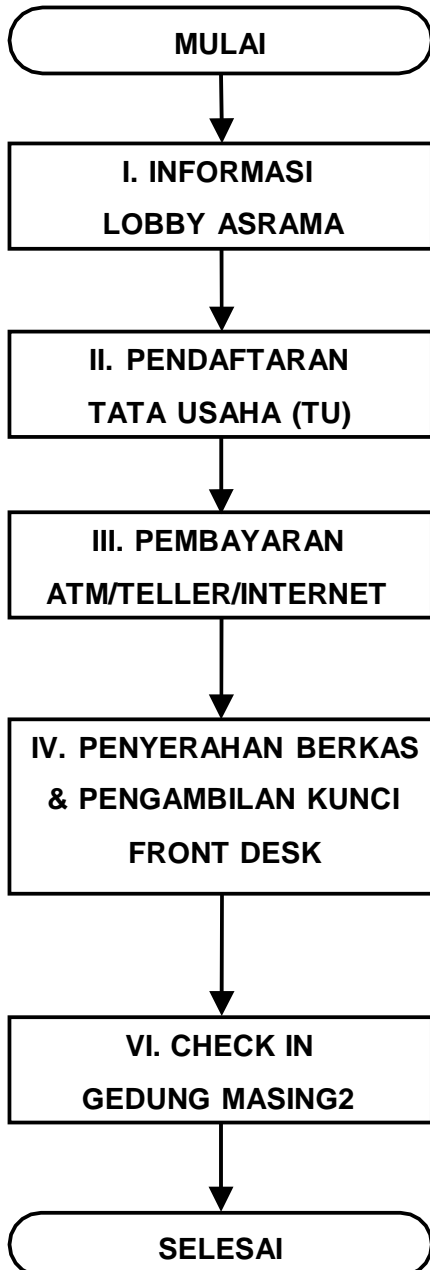 MULAI
I. INFORMASI
LOBBY ASRAMA
II. PENDAFTARAN
TATA USAHA (TU)
III. PEMBAYARAN
ATM/TELLER/INTERNET
IV. PENYERAHAN BERKAS
& PENGAMBILAN KUNCI
FRONT DESK
VI. CHECK IN
GEDUNG MASING2
SELESAI